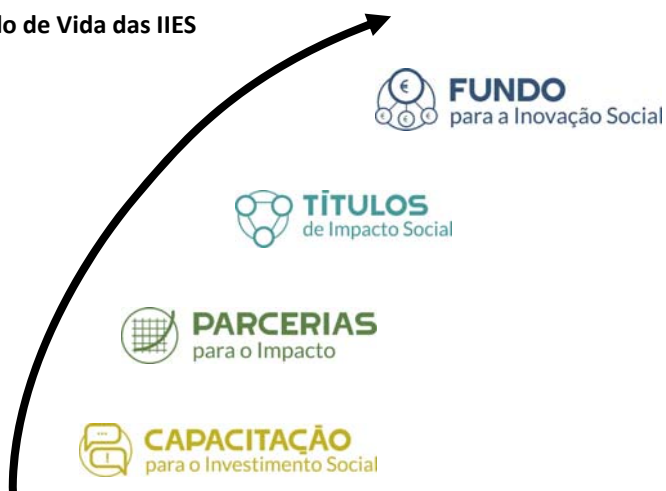 de Vida das IIES
FUNDO
para a Inovação Social
TÍTULOS
de Impacto Social
PARCERIAS
para o Impacto
CAPACITAÇÃO
para o Investimento Social